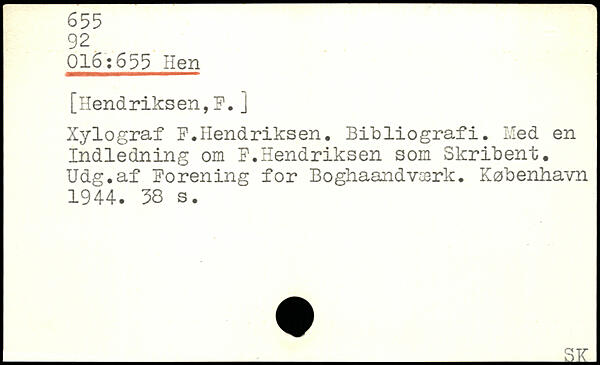 655
92
016:655 Hen
[Hendriksen,F.]
Xylograf F.Hendriksen. Bibliografi. Med en
Indledning om F.Hendriksen som Skribent.
Udg.af Forening for Boghaandværk. København
1944. 38 s.
SK